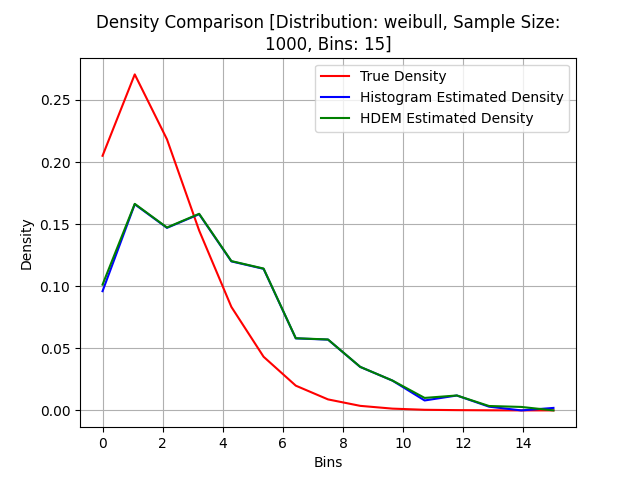 Density Comparison [Distribution: weibull, Sample Size:
1000, Bins: 15]
True Density
Histogram Estimated Density
HDEM Estimated Density
Density
0.25
0.20
0.15
0.10
0.05
0.00
0 2 4 6 8 10 12 14
Bins